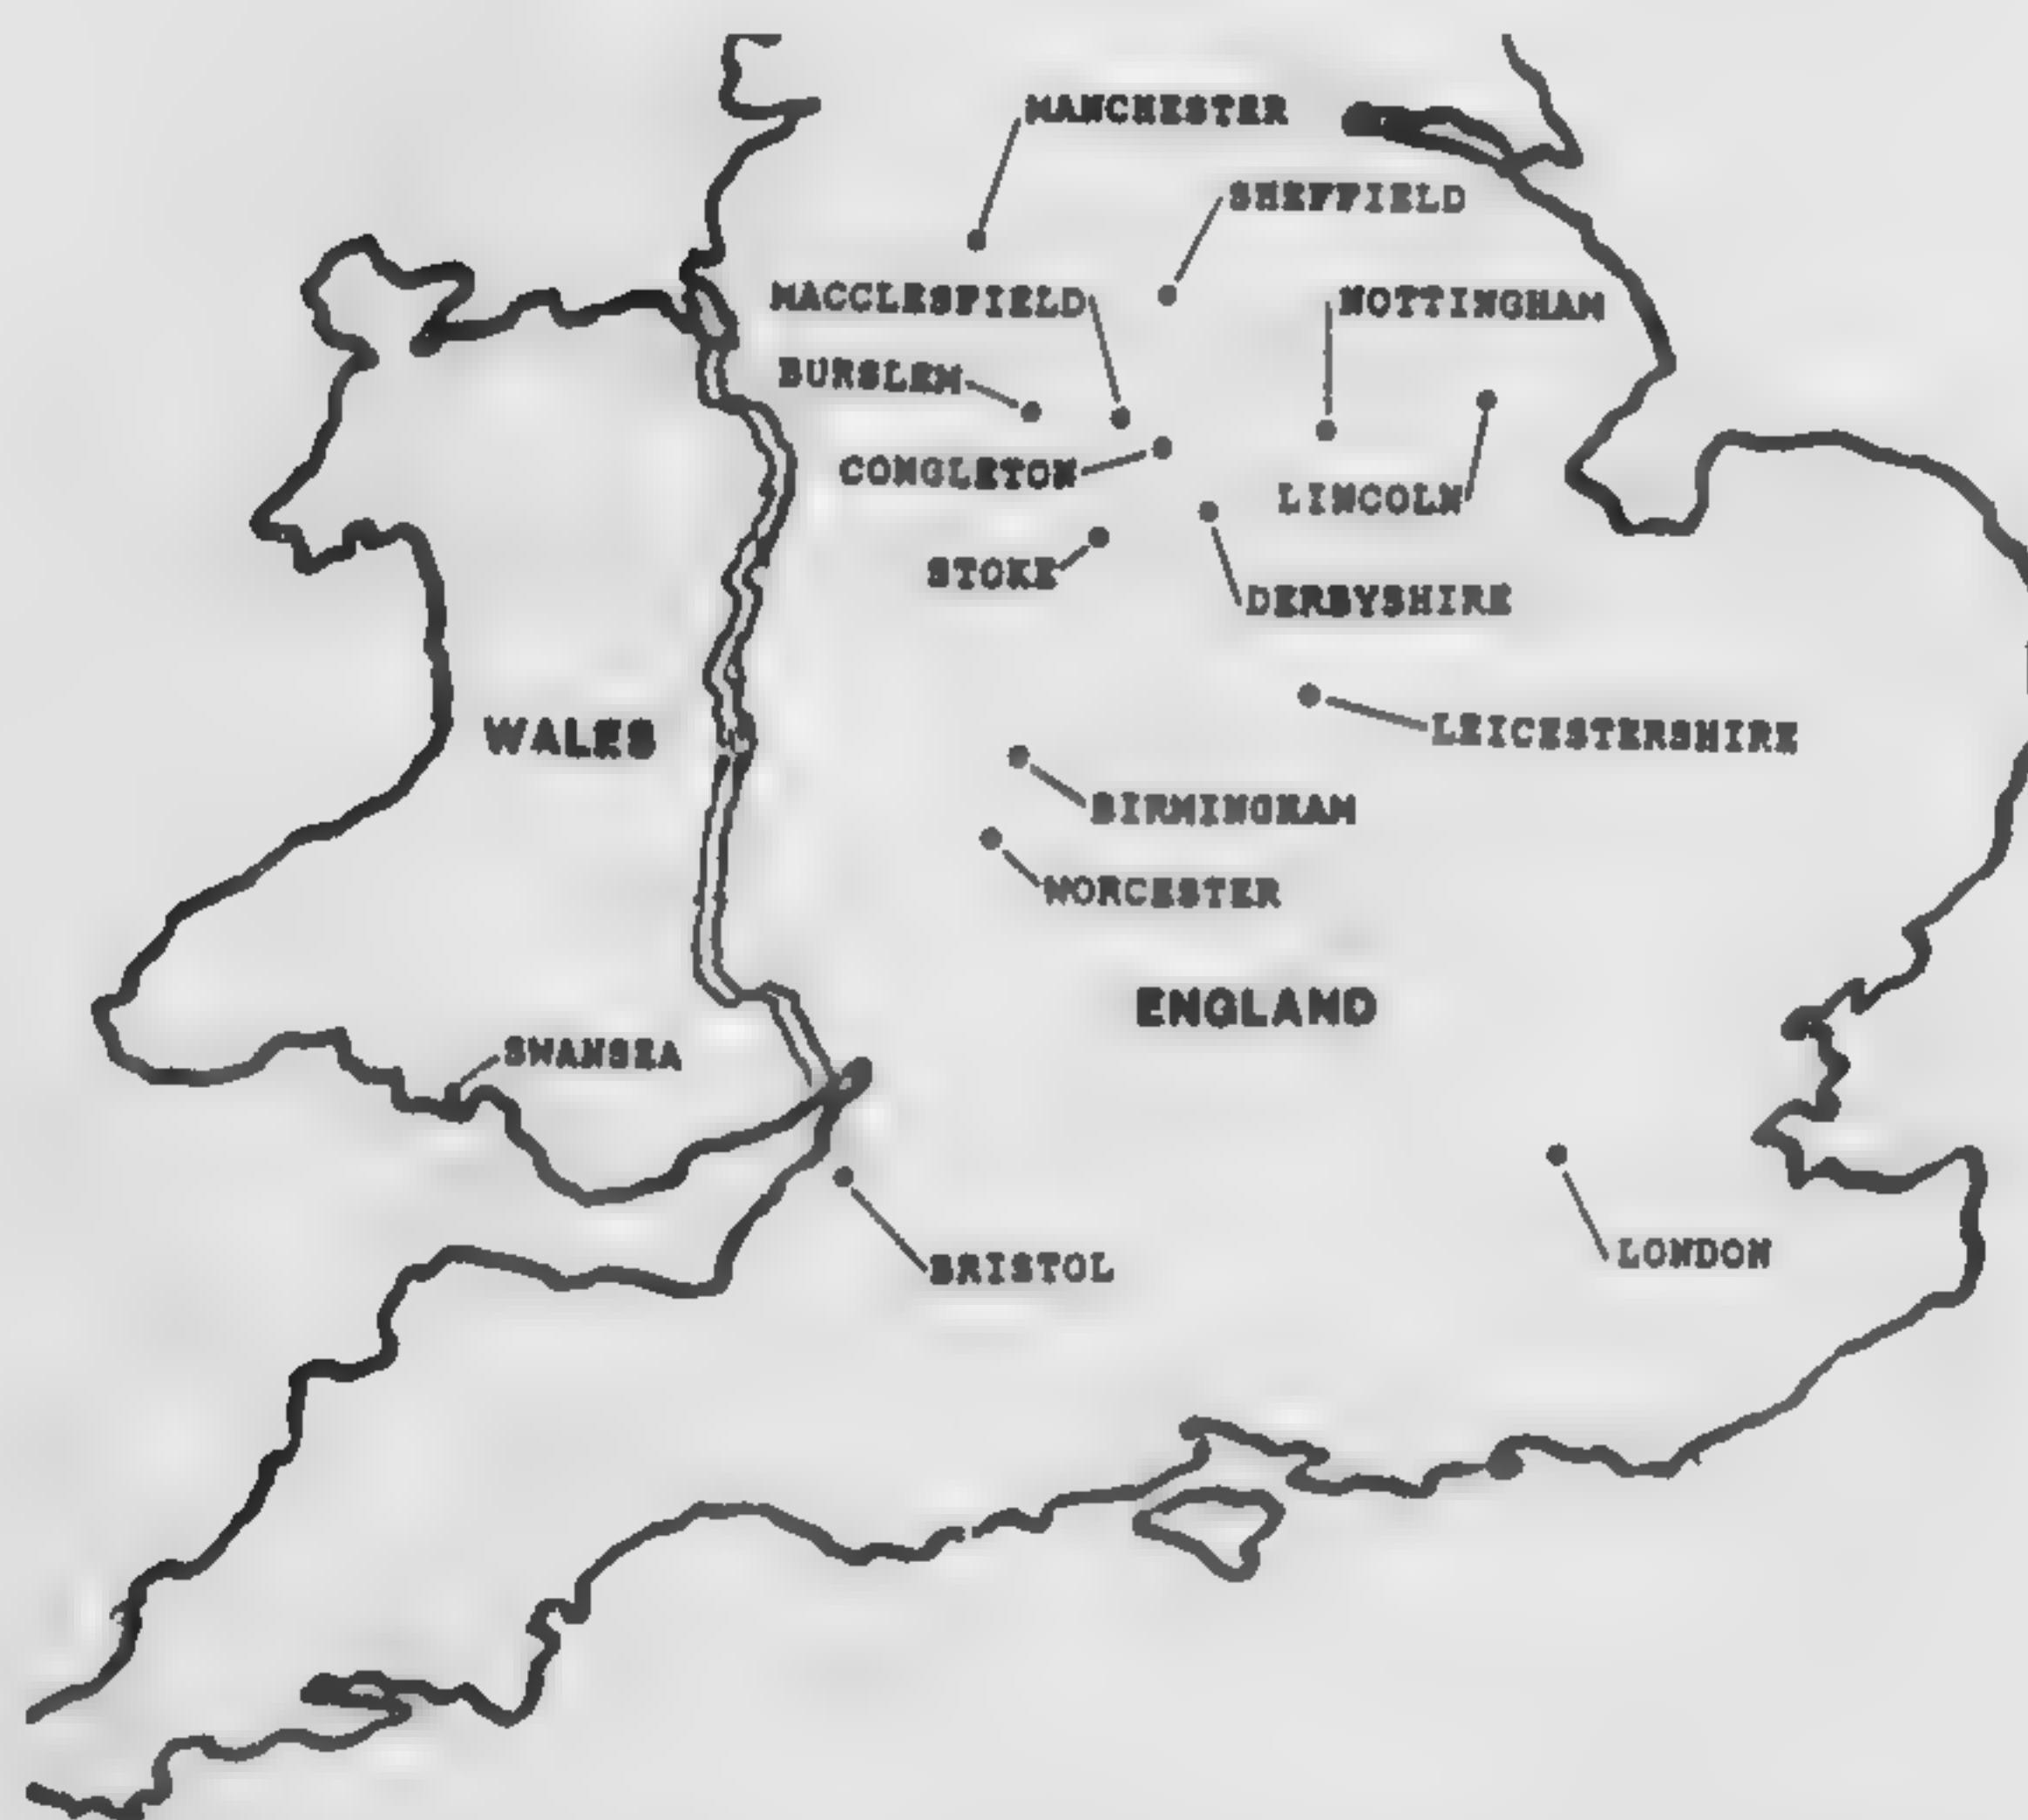 MANCHESTER
SHEFFIELD
MACCLESFIELD
NOTTINGHAM
BURSLEM
CONGLETON
LINCOLN
STOKE
DERBYSHIRE
WALES
LEICESTERSHIRE
BIRMINGHAM
WORCESTER
ENGLAND
SWANSEA
LONDON
BRISTOL